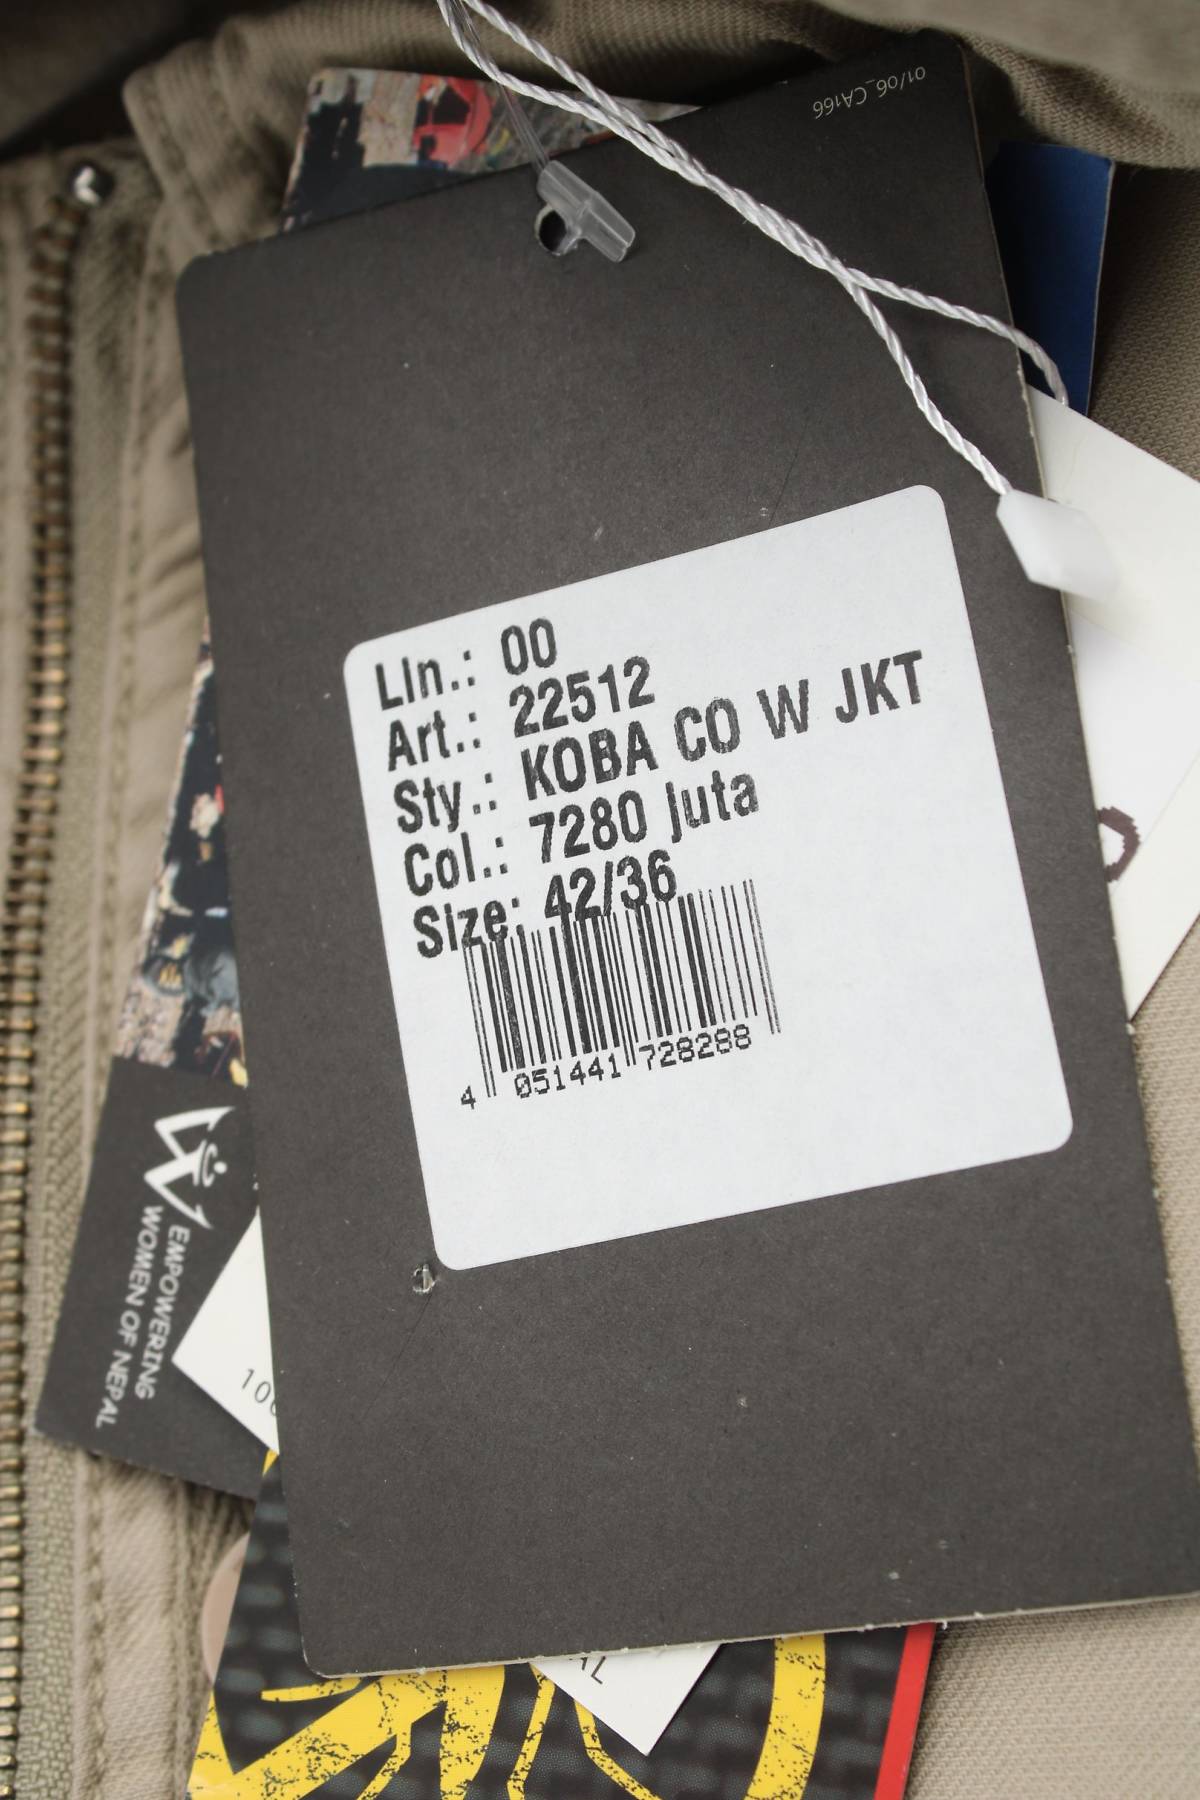 01/06_CA166
Lin.: 00
Art.: 22512
Sty.: KOBA CO W JKT
Col.: 7280 juta
Size: 42/36
4 051441 728288
EMPOWERING
WOMEN OF NEPAL